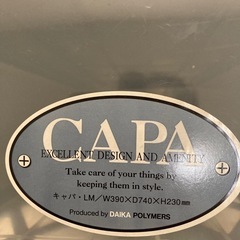 CAPA
EXCELLENT DESIGN AND AMENITY
Take care of your things by
keeping them in style.
キャパ・LM／W390×D740×H230㎜
Produced by DAIKA POLYMERS